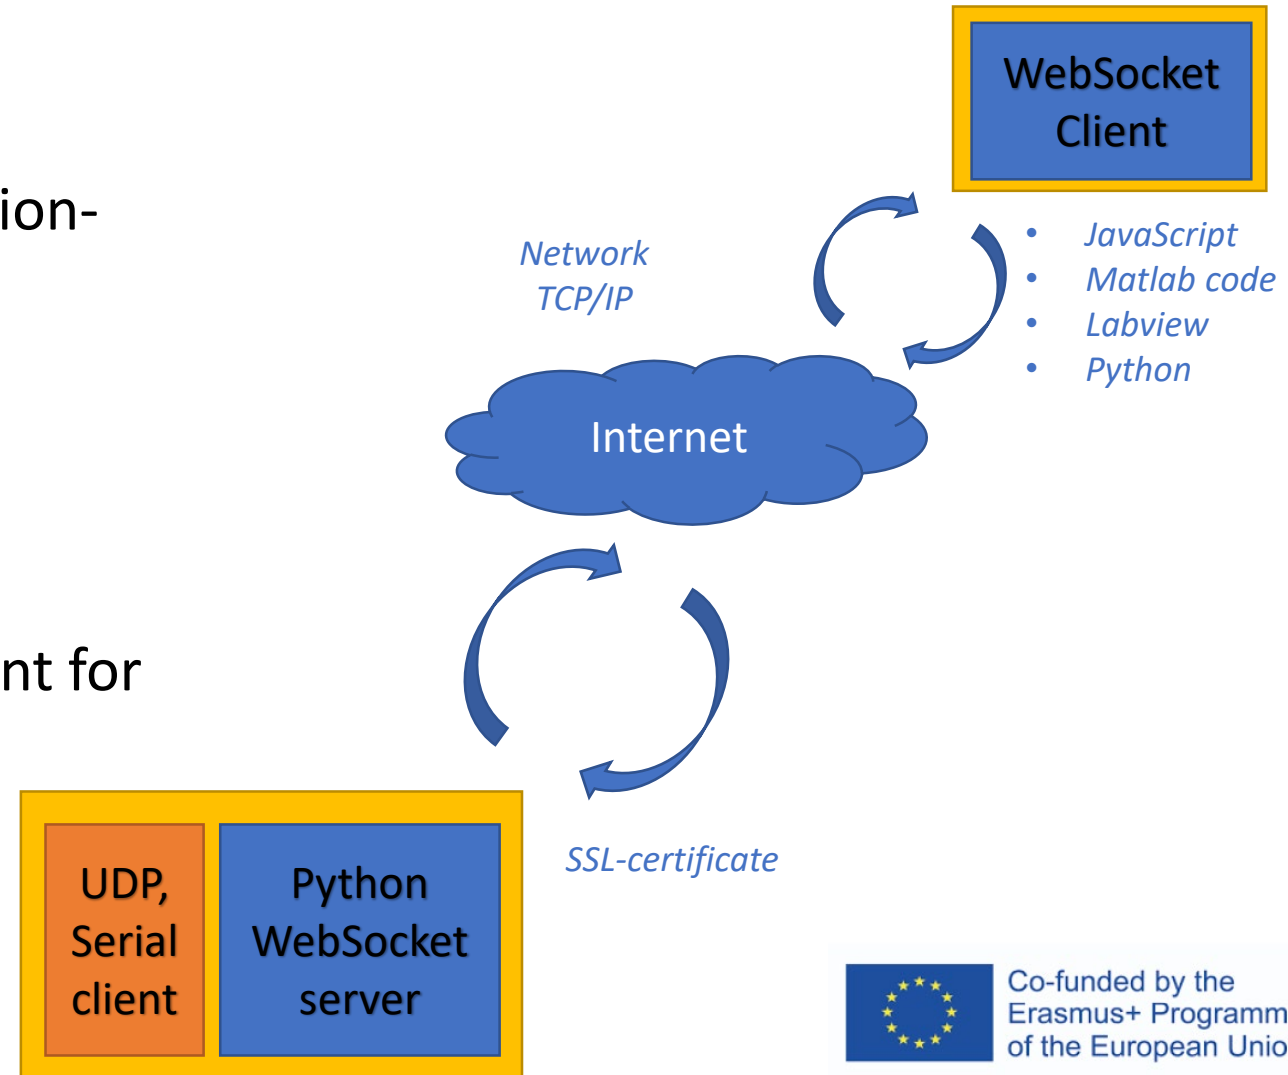 WebSocket
Client
ion-
Network
TCP/IP
• JavaScript
• Matlab code
• Labview
• Python
Internet
nt for
UDP,
Serial
client
Python
WebSocket
server
SSL-certificate
Co-funded by the
Erasmus+ Programm
of the European Unio